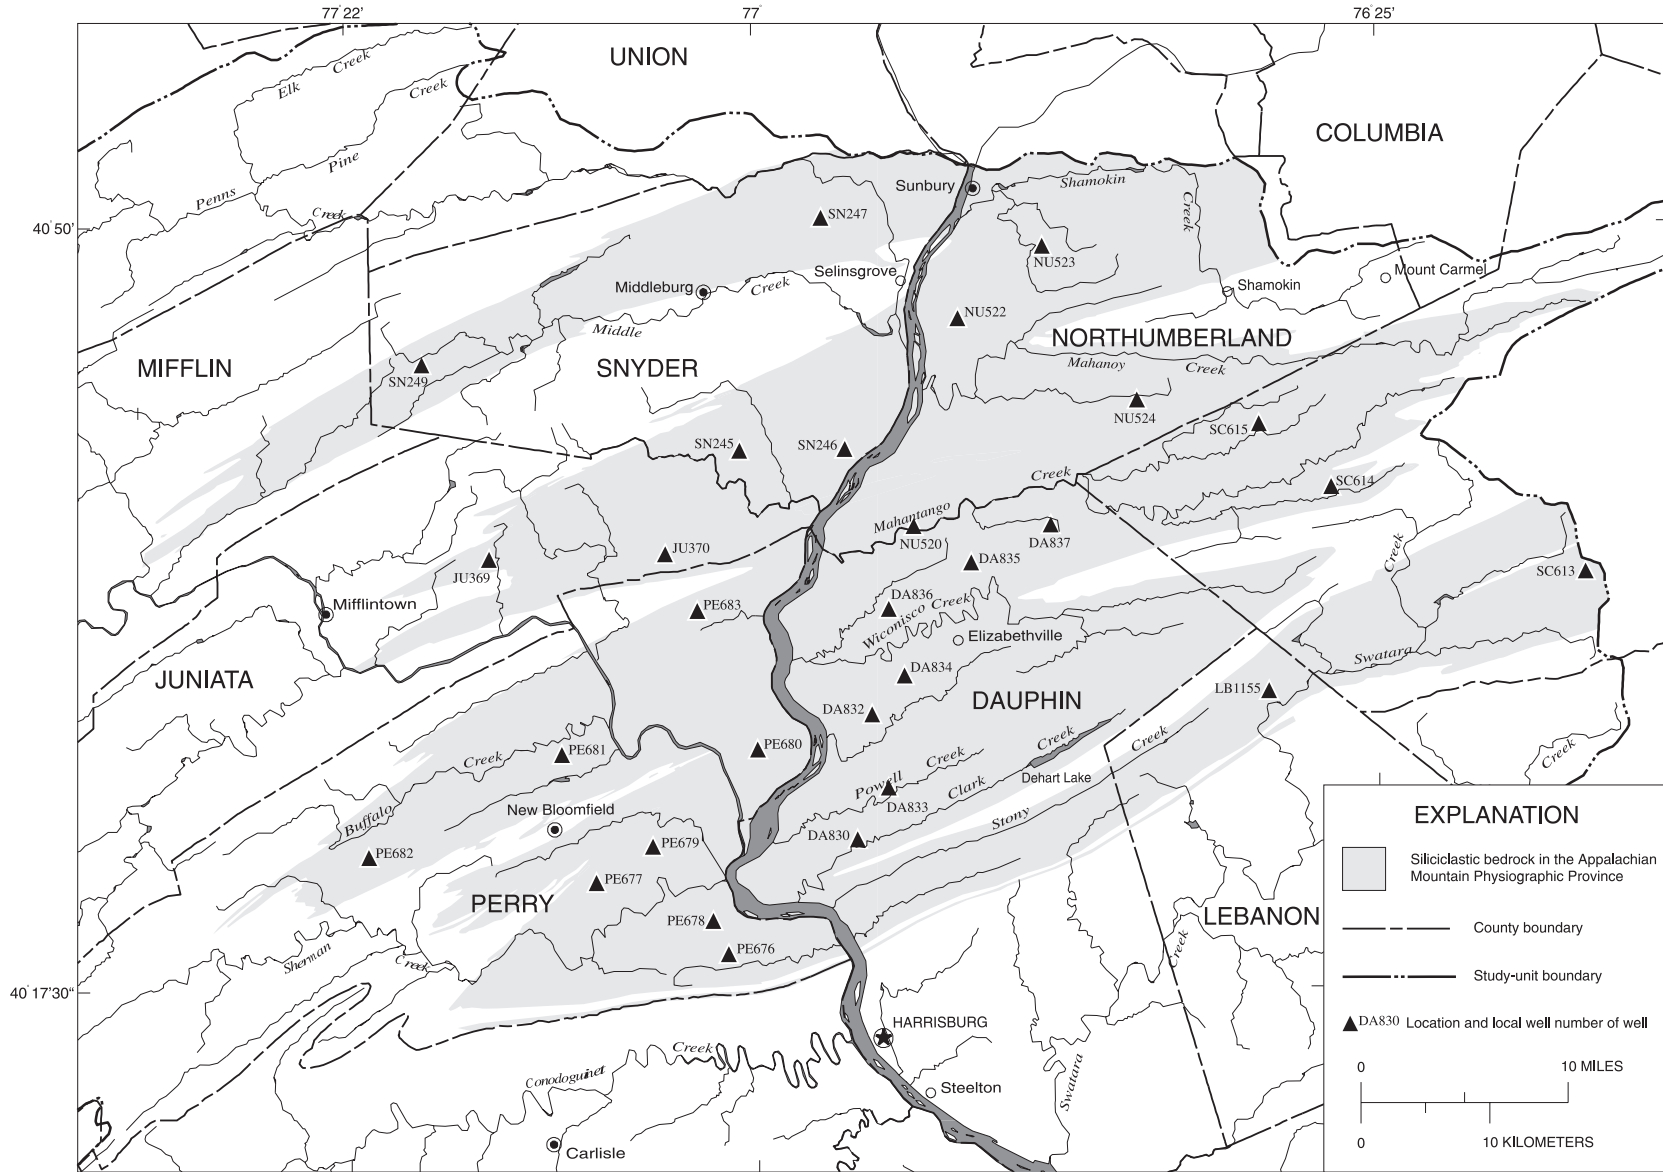 77°22'
77°
76°25'
UNION
COLUMBIA
Elk
Creek
Creek
Pine
Penns
Creek
Sunbury
Shamokin
Creek
40°50'
SN247
NU523
Selinsgrove
Mount Carmel
Middleburg
Creek
Shamokin
Middle
NU522
NORTHUMBERLAND
MIFFLIN
SNYDER
Mahanoy
Creek
SN249
NU524
SC615
SN245
SN246
Creek
SC614
Mahantango
NU520
DA837
JU370
DA835
Creek
JU369
SC613
Mifflintown
PE683
DA836
Wiconisco Creek
Elizabethville
Swatara
JUNIATA
DA834
LB1155
DAUPHIN
DA832
PE681
PE680
Creek
Creek
Creek
Creek
Creek
Dehart Lake
Powell
Clark
DA833
New Bloomfield
Buffalo
Stony
PE679
DA830
PE682
PE677
PERRY
LEBANON
PE678
PE676
Sherman
Creek
Creek
40°17'30"
HARRISBURG
Creek
Conodoguinet
Steelton
Swatara
Carlisle
EXPLANATION
Siliciclastic bedrock in the Appalachian
Mountain Physiographic Province
County boundary
Study-unit boundary
DA830 Location and local well number of well
0 10 MILES
0 10 KILOMETERS